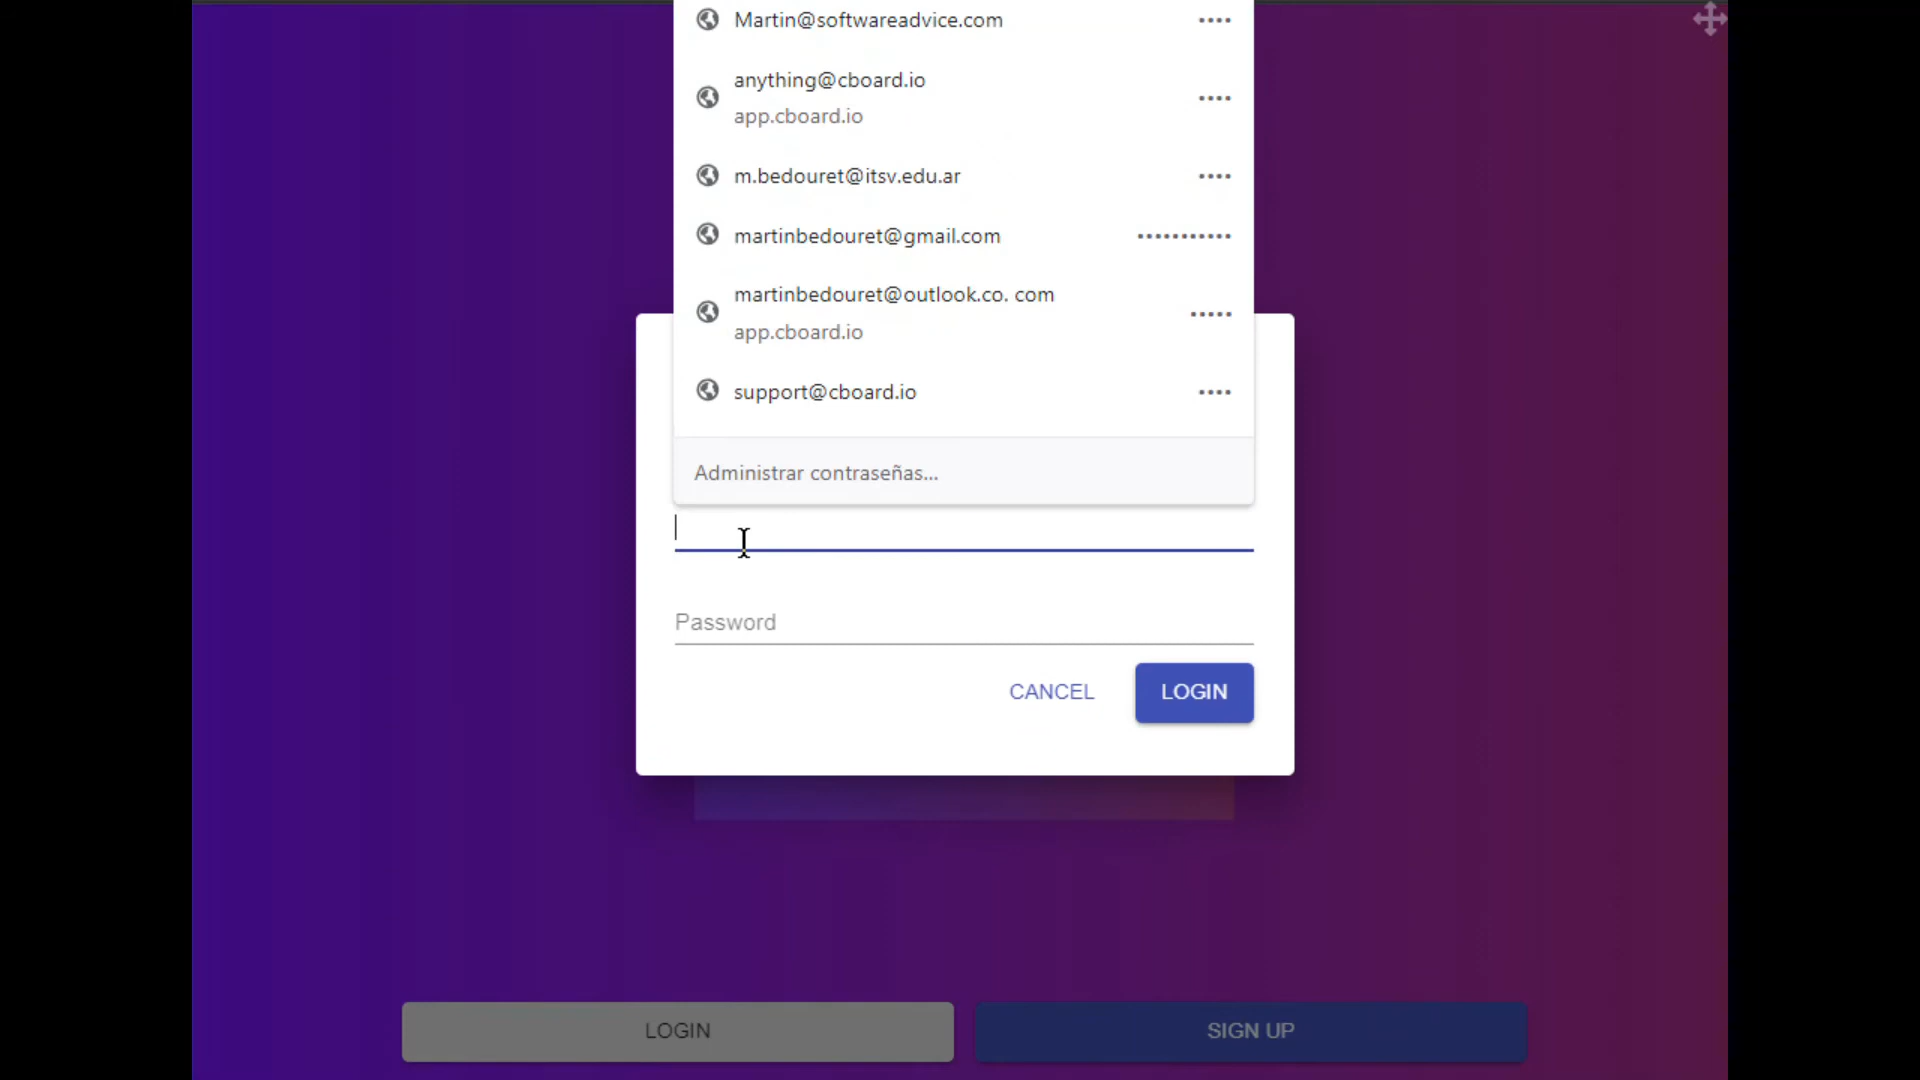 Martin@softwareadvice.com ••••
anything@cboard.io
app.cboard.io ••••
m.bedouret@itsv.edu.ar ••••
martinbedouret@gmail.com •••••••••••
martinbedouret@outlook.co. com
app.cboard.io •••••
support@cboard.io ••••
Administrar contraseñas...
Password
CANCEL
LOGIN
LOGIN
SIGN UP